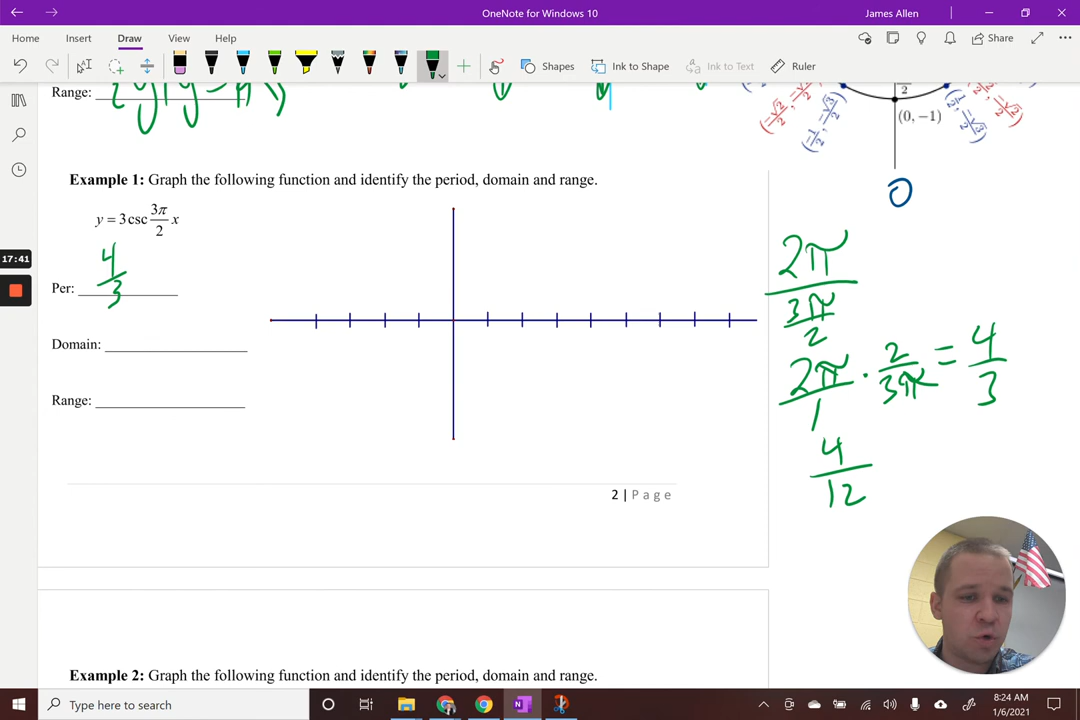 OneNote for Windows 10
James Allen
Home Insert Draw View Help
Share
Shapes
Ink to Shape
Ink to Text
Ruler
Range:
2
(0, −1)
0
Example 1: Graph the following function and identify the period, domain and range.
y = 3 csc 3π/2 x
17:41
Per: 4/3
Domain:
Range:
2π
3π
2
2π/1 · 2/3π = 4/3
4
12
2 | Page
Example 2: Graph the following function and identify the period, domain and range.
Type here to search
8:24 AM
1/6/2021